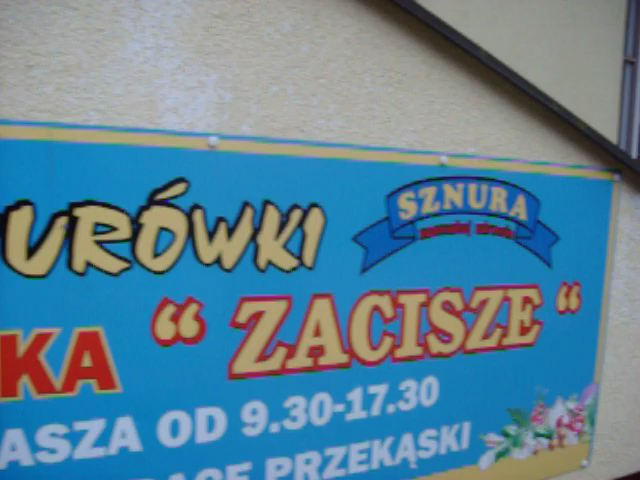 SZNURA
URÓWKI
KA “ ZACISZE “
ASZA OD 9.30-17.30
PRZEKĄSKI